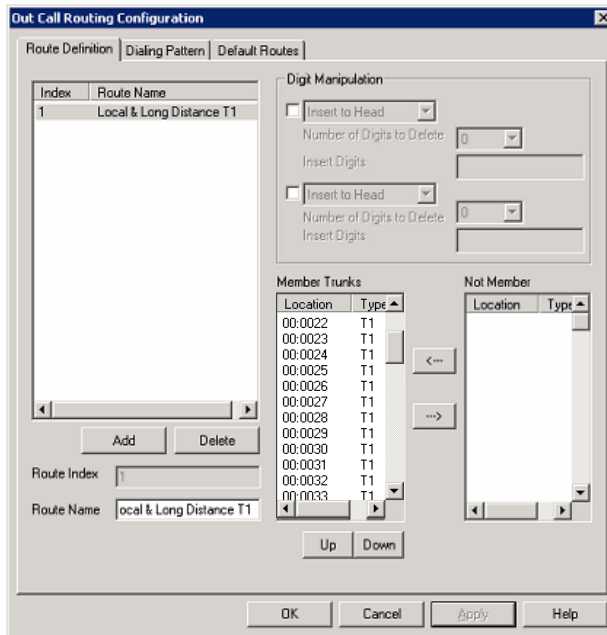 Out Call Routing Configuration
Route Definition
Dialing Pattern
Default Routes
Index Route Name
1 Local & Long Distance T1
Add
Delete
Route Index 1
Route Name ocal & Long Distance T1
Digit Manipulation
Insert to Head
Number of Digits to Delete 0
Insert Digits
Insert to Head
Number of Digits to Delete 0
Insert Digits
Member Trunks
Location Type
00:0022 T1
00:0023 T1
00:0024 T1
00:0025 T1
00:0026 T1
00:0027 T1
00:0028 T1
00:0029 T1
00:0030 T1
00:0031 T1
00:0032 T1
00:0033 T1
<---
--->
Not Member
Location Type
Up
Down
OK
Cancel
Apply
Help